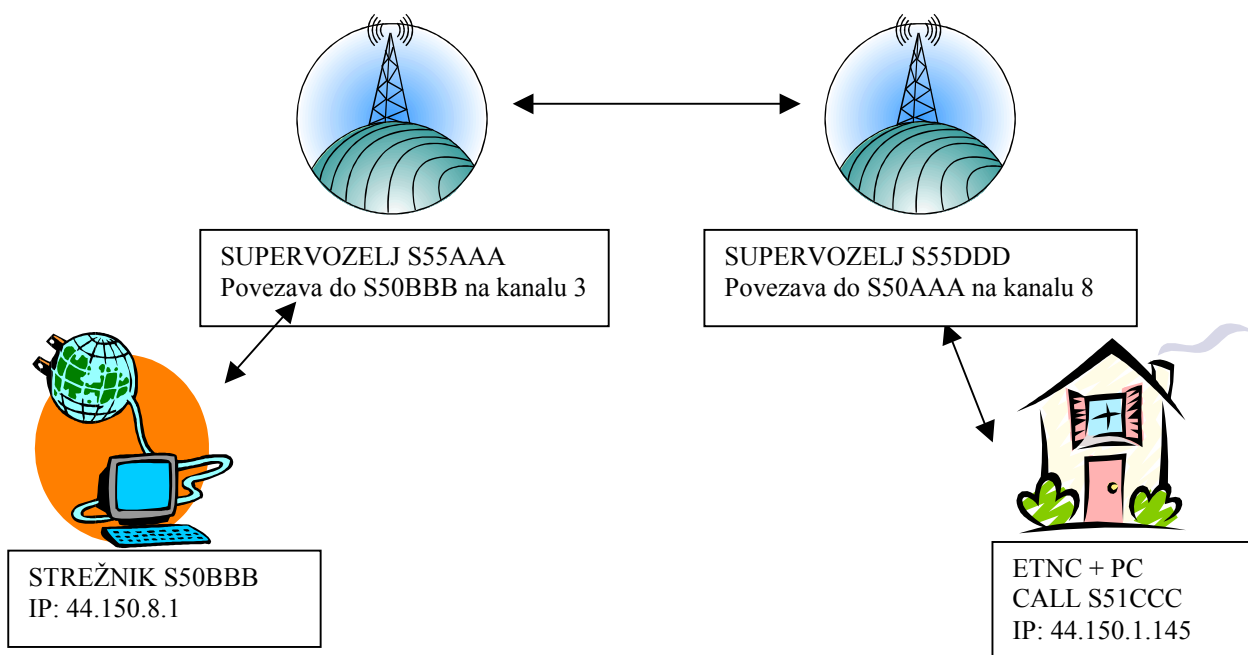 SUPERVOZELJ S55AAA
Povezava do S50BBB na kanalu 3
SUPERVOZELJ S55DDD
Povezava do S50AAA na kanalu 8
STREŽNIK S50BBB
IP: 44.150.8.1
ETNC + PC
CALL S51CCC
IP: 44.150.1.145